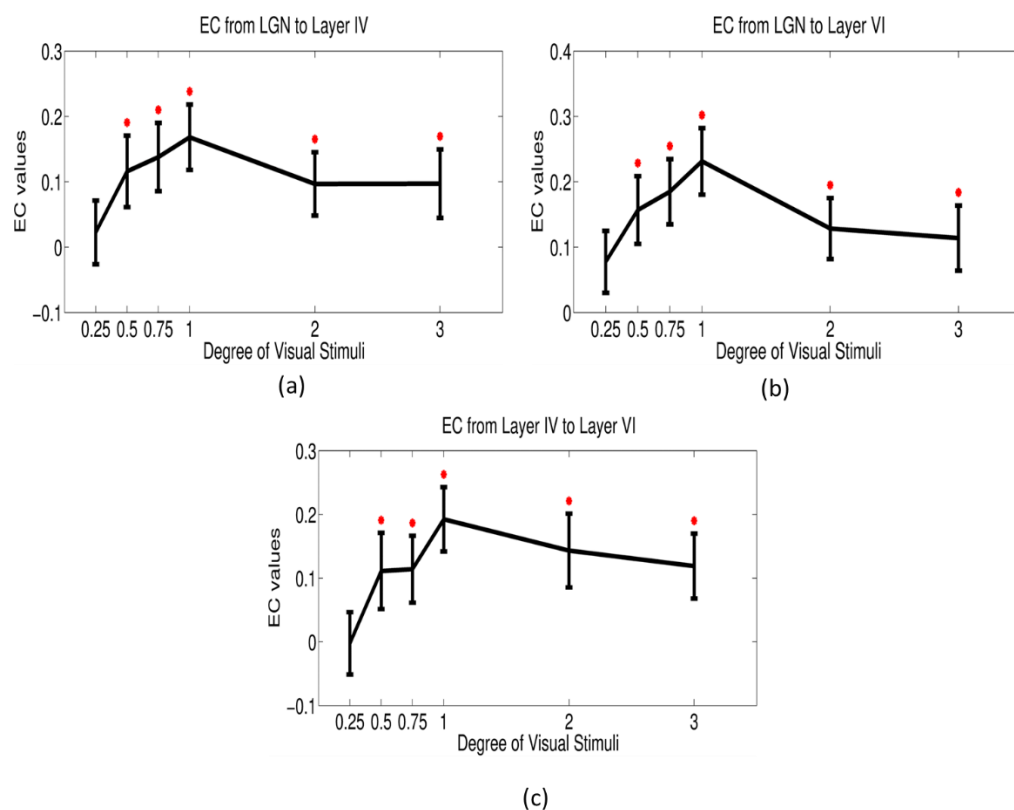 EC from LGN to Layer IV
0.3
0.2
0.1
0
−0.1
EC values
0.25 0.5 0.75 1 2 3
Degree of Visual Stimuli
(a)
EC from LGN to Layer VI
0.4
0.3
0.2
0.1
0
EC values
0.25 0.5 0.75 1 2 3
Degree of Visual Stimuli
(b)
EC from Layer IV to Layer VI
0.3
0.2
0.1
0
−0.1
EC values
0.25 0.5 0.75 1 2 3
Degree of Visual Stimuli
(c)